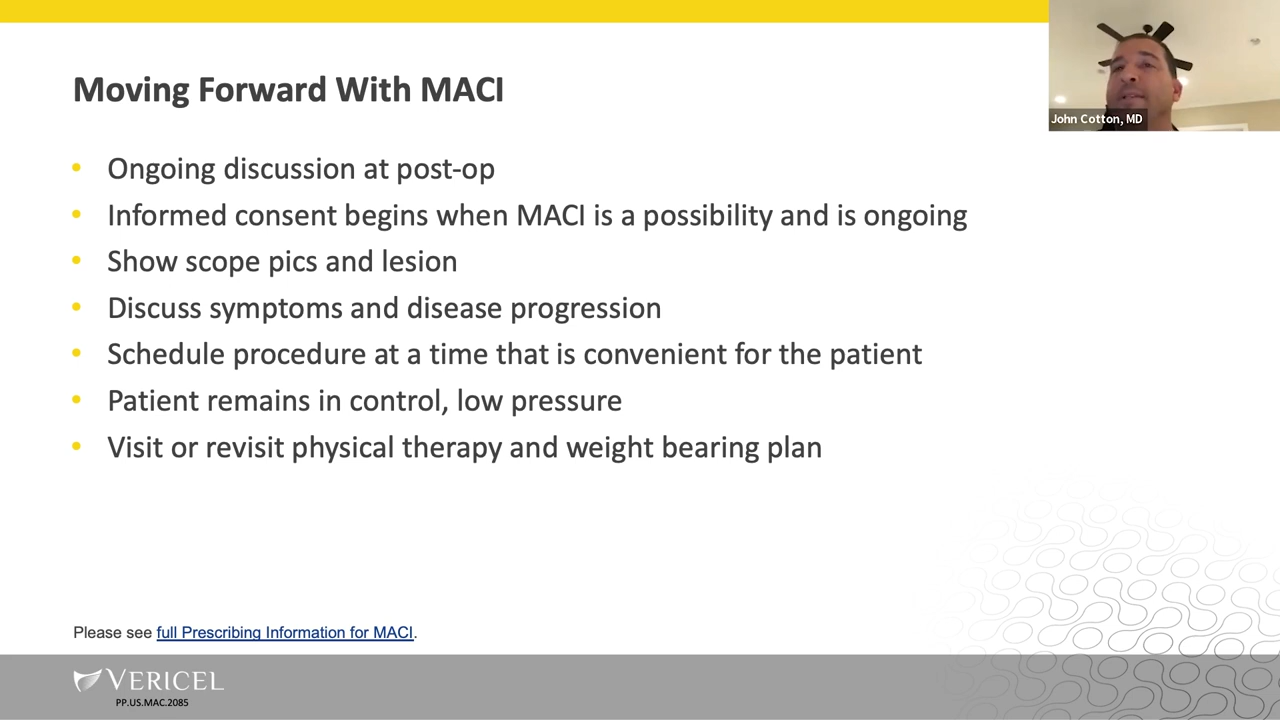 Moving Forward With MACI
John Cotton, MD
• Ongoing discussion at post-op
• Informed consent begins when MACI is a possibility and is ongoing
• Show scope pics and lesion
• Discuss symptoms and disease progression
• Schedule procedure at a time that is convenient for the patient
• Patient remains in control, low pressure
• Visit or revisit physical therapy and weight bearing plan
Please see full Prescribing Information for MACI.
VERICEL
PP.US.MAC.2085